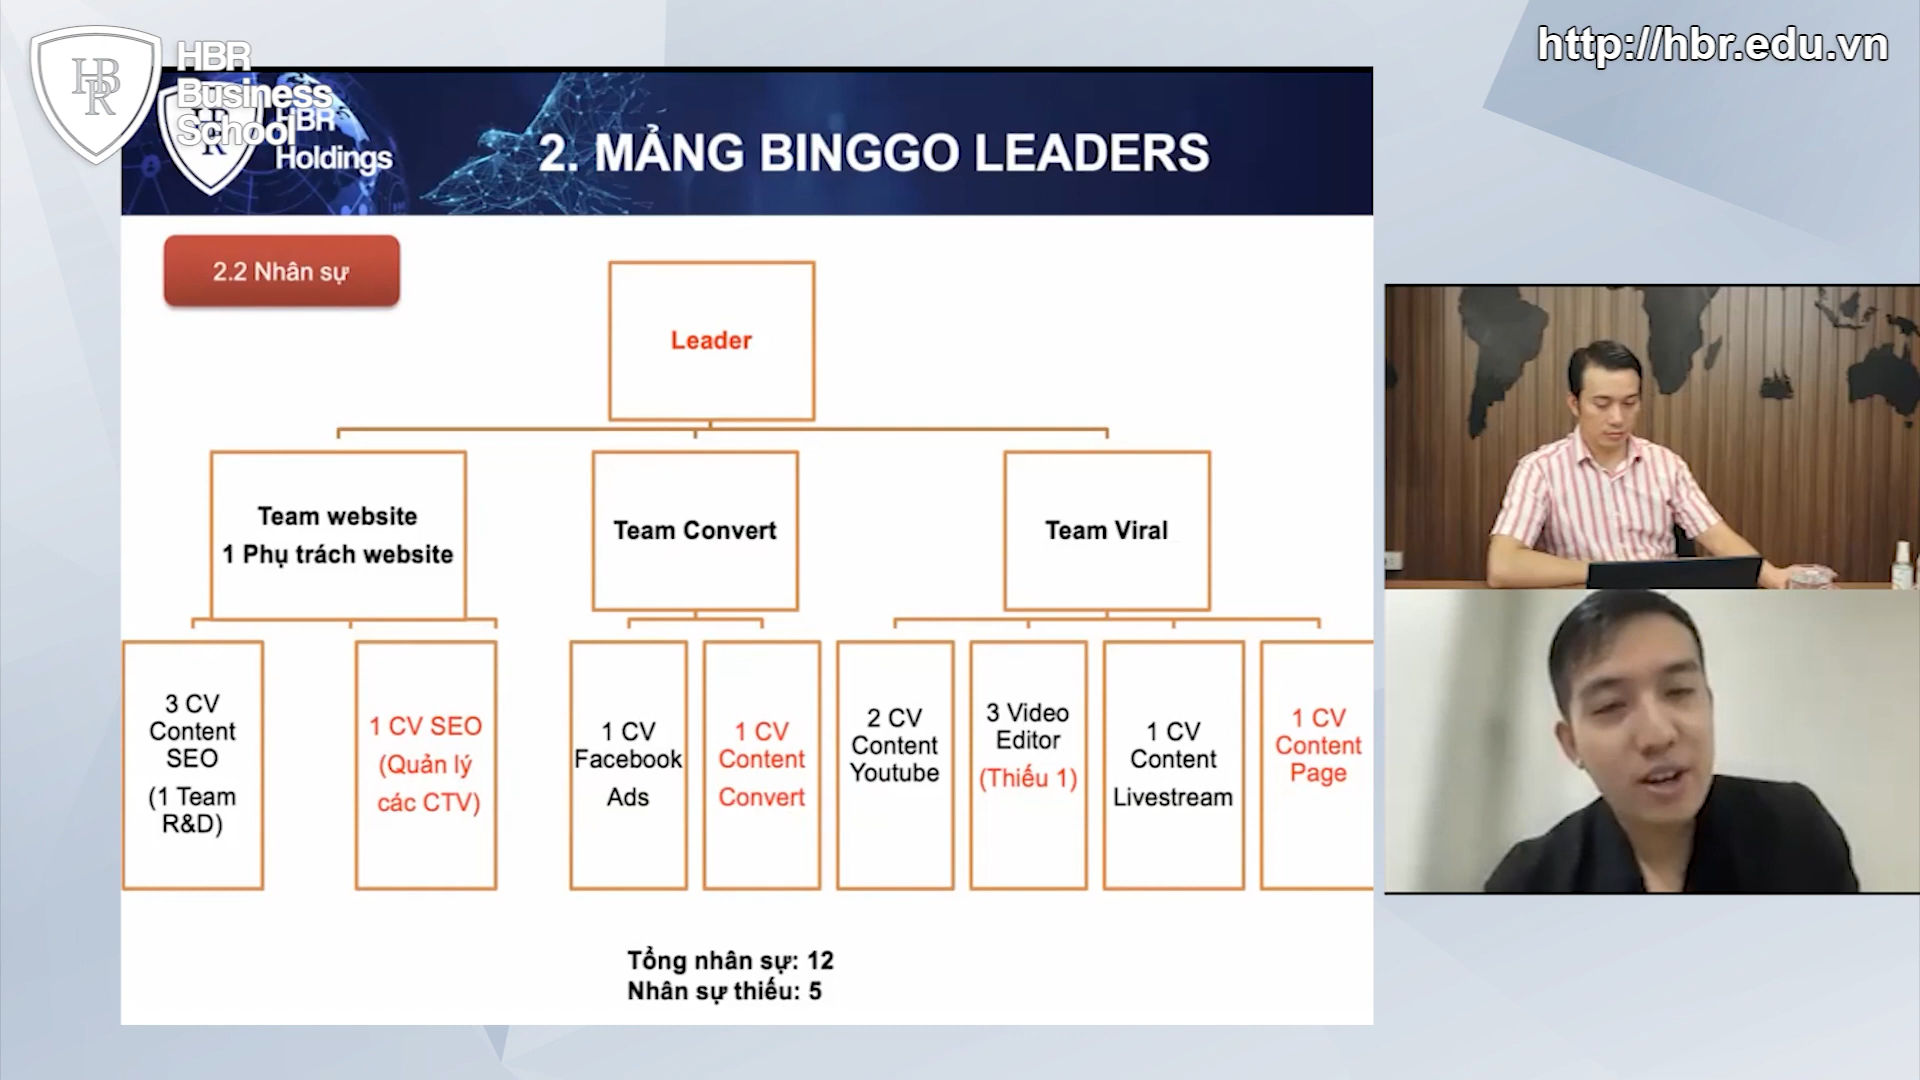 HBR
Business
School
http://hbr.edu.vn
HBR
Holdings
2. MẢNG BINGGO LEADERS
2.2 Nhân sự
Leader
Team website
1 Phụ trách website
Team Convert
Team Viral
3 CV
Content
SEO
(1 Team
R&D)
1 CV SEO
(Quản lý
các CTV)
1 CV
Facebook
Ads
1 CV
Content
Convert
2 CV
Content
Youtube
3 Video
Editor
(Thiếu 1)
1 CV
Content
Livestream
1 CV
Content
Page
Tổng nhân sự: 12
Nhân sự thiếu: 5